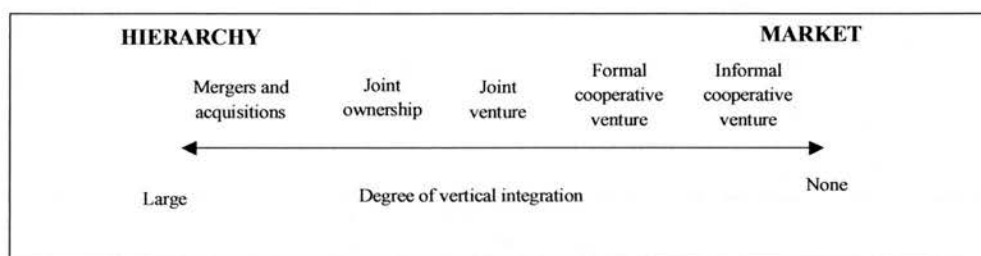 HIERARCHY
MARKET
Mergers and
acquisitions
Joint
ownership
Joint
venture
Formal
cooperative
venture
Informal
cooperative
venture
Large
Degree of vertical integration
None